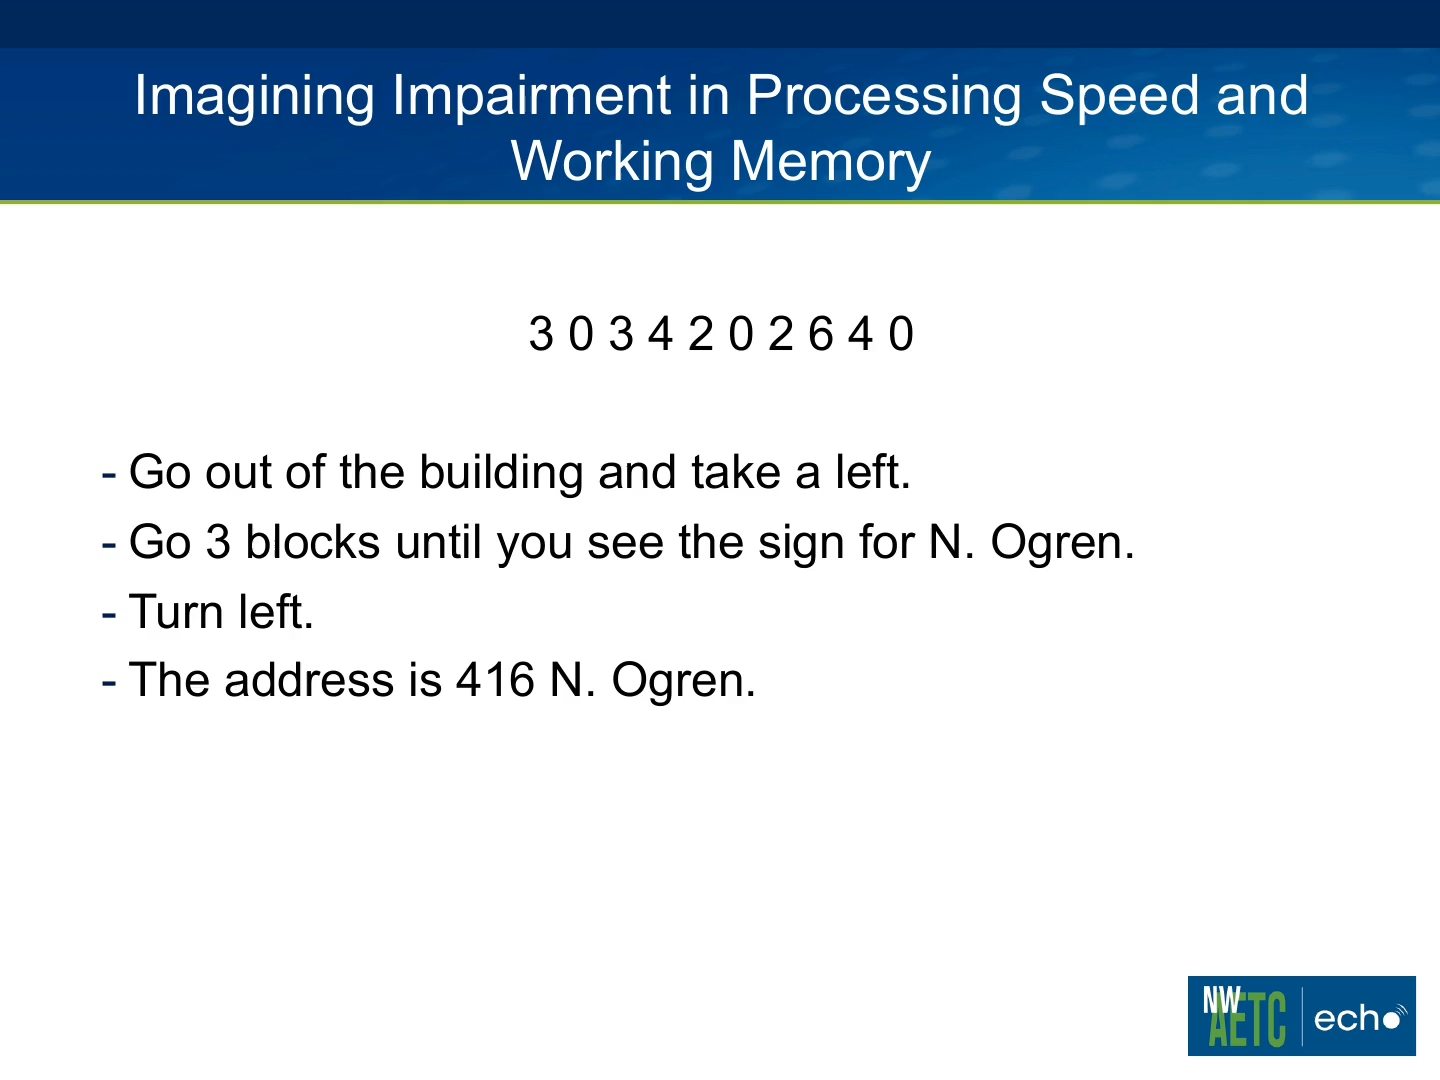 Imagining Impairment in Processing Speed and
Working Memory
3 0 3 4 2 0 2 6 4 0
- Go out of the building and take a left.
- Go 3 blocks until you see the sign for N. Ogren.
- Turn left.
- The address is 416 N. Ogren.
NW
AETC
echo